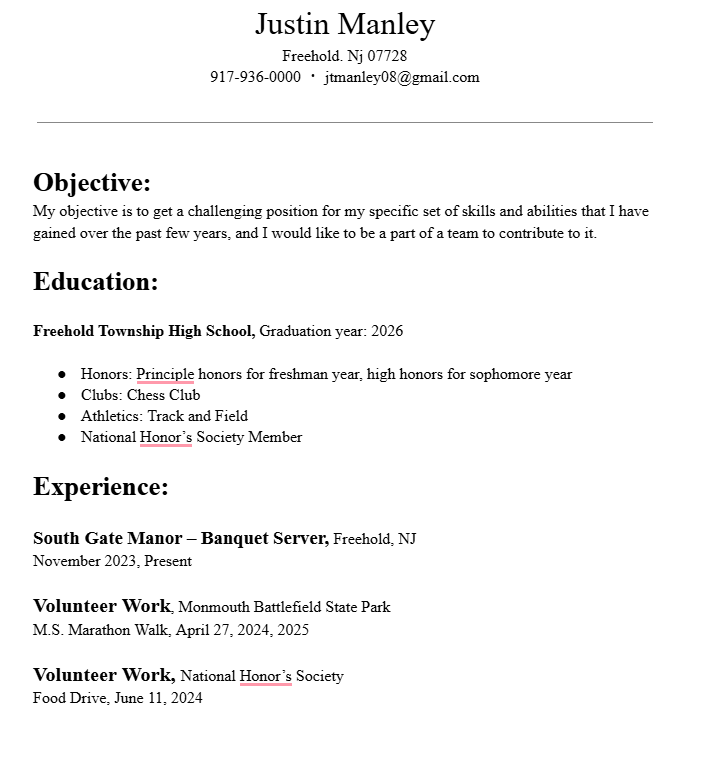 Justin Manley
Freehold. Nj 07728
917-936-0000 · jtmanley08@gmail.com
Objective:
My objective is to get a challenging position for my specific set of skills and abilities that I have
gained over the past few years, and I would like to be a part of a team to contribute to it.
Education:
Freehold Township High School, Graduation year: 2026
● Honors: Principle honors for freshman year, high honors for sophomore year
● Clubs: Chess Club
● Athletics: Track and Field
● National Honor’s Society Member
Experience:
South Gate Manor – Banquet Server, Freehold, NJ
November 2023, Present
Volunteer Work, Monmouth Battlefield State Park
M.S. Marathon Walk, April 27, 2024, 2025
Volunteer Work, National Honor’s Society
Food Drive, June 11, 2024